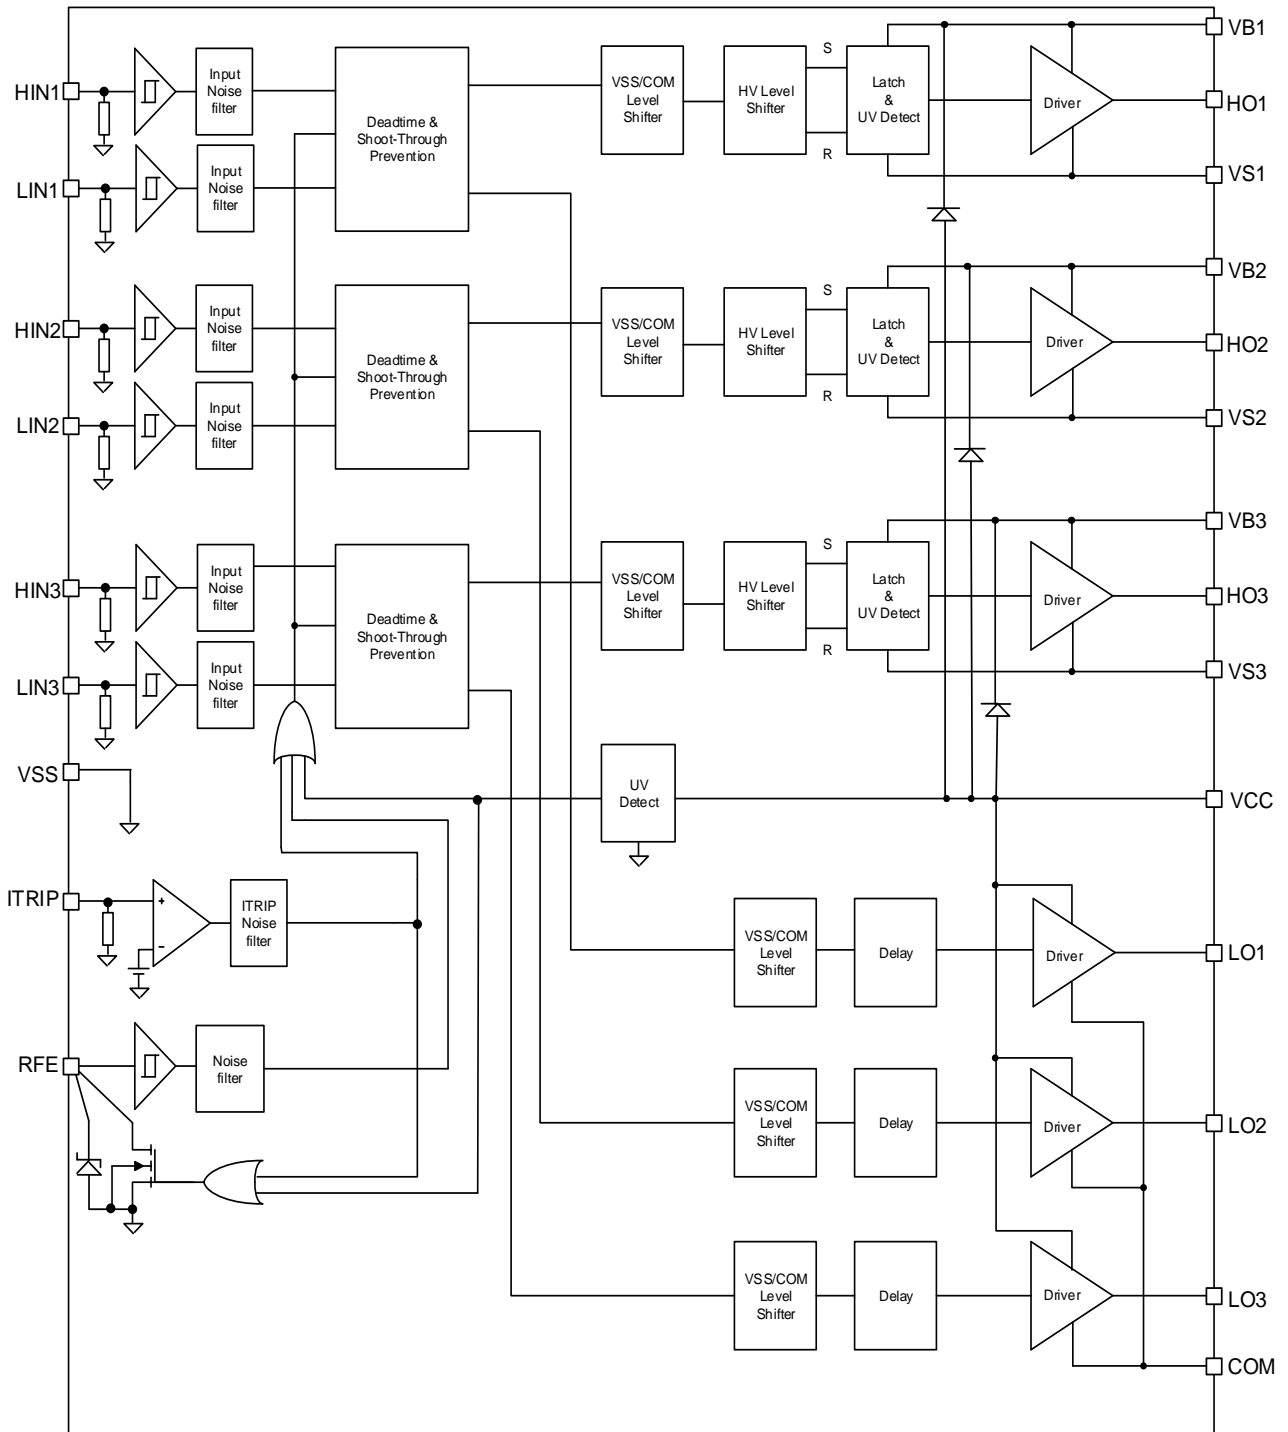 VB1
HIN1
Input
Noise
filter
Deadtime &
Shoot-Through
Prevention
VSS/COM
Level
Shifter
HV Level
Shifter
S
R
Latch
&
UV Detect
Driver
HO1
LIN1
Input
Noise
filter
VS1
VB2
HIN2
Input
Noise
filter
Deadtime &
Shoot-Through
Prevention
VSS/COM
Level
Shifter
HV Level
Shifter
S
R
Latch
&
UV Detect
Driver
HO2
LIN2
Input
Noise
filter
VS2
VB3
HIN3
Input
Noise
filter
Deadtime &
Shoot-Through
Prevention
VSS/COM
Level
Shifter
HV Level
Shifter
S
R
Latch
&
UV Detect
Driver
HO3
LIN3
Input
Noise
filter
VS3
VSS
UV
Detect
VCC
ITRIP
+
−
ITRIP
Noise
filter
VSS/COM
Level
Shifter
Delay
Driver
LO1
RFE
Noise
filter
VSS/COM
Level
Shifter
Delay
Driver
LO2
VSS/COM
Level
Shifter
Delay
Driver
LO3
COM